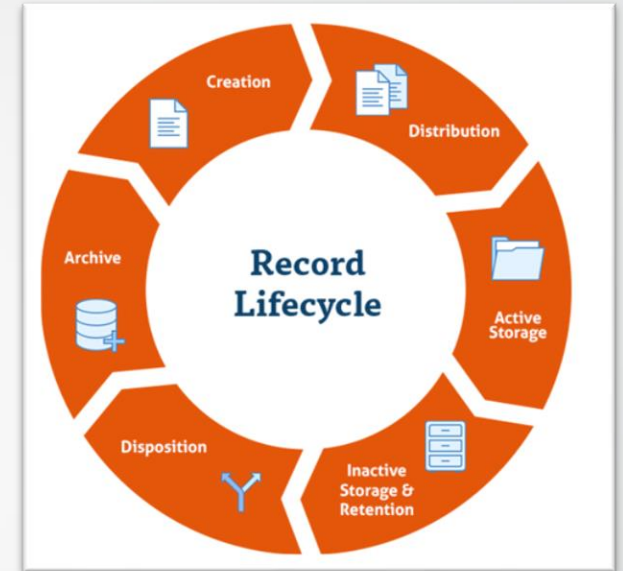 Record
Lifecycle
Creation
Distribution
Active
Storage
Inactive
Storage &
Retention
Disposition
Archive